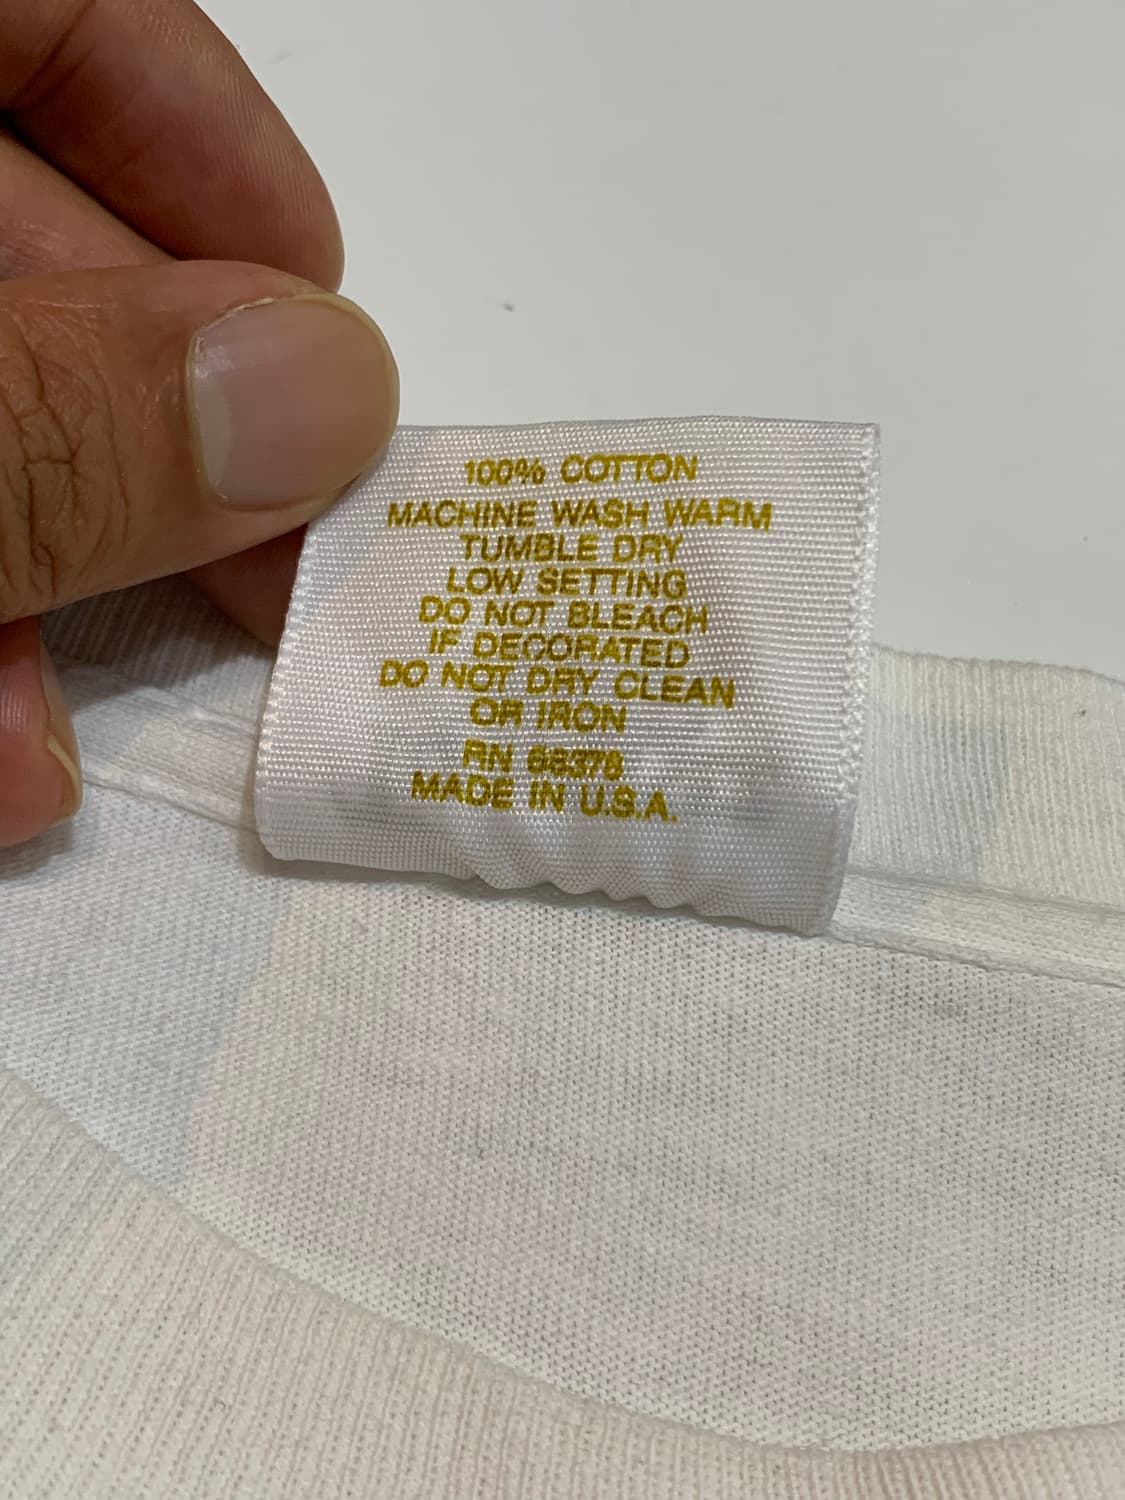 100% COTTON
MACHINE WASH WARM
TUMBLE DRY
LOW SETTING
DO NOT BLEACH
IF DECORATED
DO NOT DRY CLEAN
OR IRON
RN
MADE IN U.S.A.